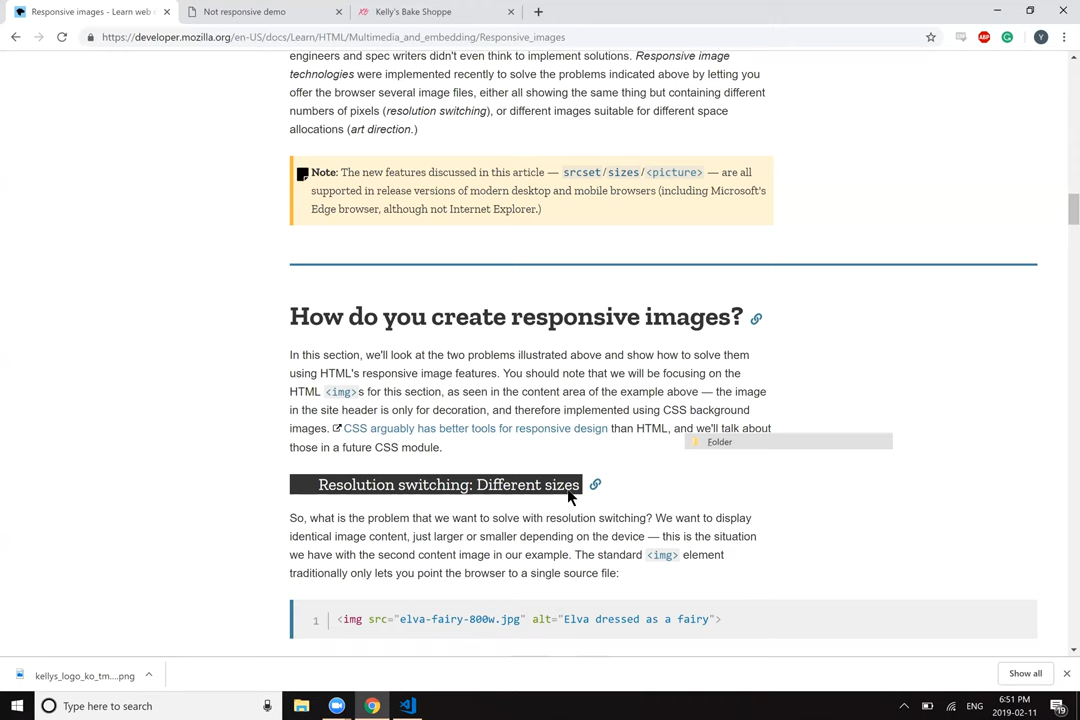 Responsive images - Learn web
Not responsive demo
Kelly's Bake Shoppe
https://developer.mozilla.org/en-US/docs/Learn/HTML/Multimedia_and_embedding/Responsive_images
ABP
Y
engineers and spec writers didn't even think to implement solutions. Responsive image
technologies were implemented recently to solve the problems indicated above by letting you
offer the browser several image files, either all showing the same thing but containing different
numbers of pixels (resolution switching), or different images suitable for different space
allocations (art direction.)
Note: The new features discussed in this article — srcset/sizes/<picture> — are all
supported in release versions of modern desktop and mobile browsers (including Microsoft's
Edge browser, although not Internet Explorer.)
How do you create responsive images?
In this section, we'll look at the two problems illustrated above and show how to solve them
using HTML's responsive image features. You should note that we will be focusing on the
HTML <img>s for this section, as seen in the content area of the example above — the image
in the site header is only for decoration, and therefore implemented using CSS background
images. CSS arguably has better tools for responsive design than HTML, and we'll talk about
Folder
those in a future CSS module.
Resolution switching: Different sizes
So, what is the problem that we want to solve with resolution switching? We want to display
identical image content, just larger or smaller depending on the device — this is the situation
we have with the second content image in our example. The standard <img> element
traditionally only lets you point the browser to a single source file:
1 <img src="elva-fairy-800w.jpg" alt="Elva dressed as a fairy">
kellys_logo_ko_tm....png
Show all
Type here to search
ENG
6:51 PM
2019-02-11
19